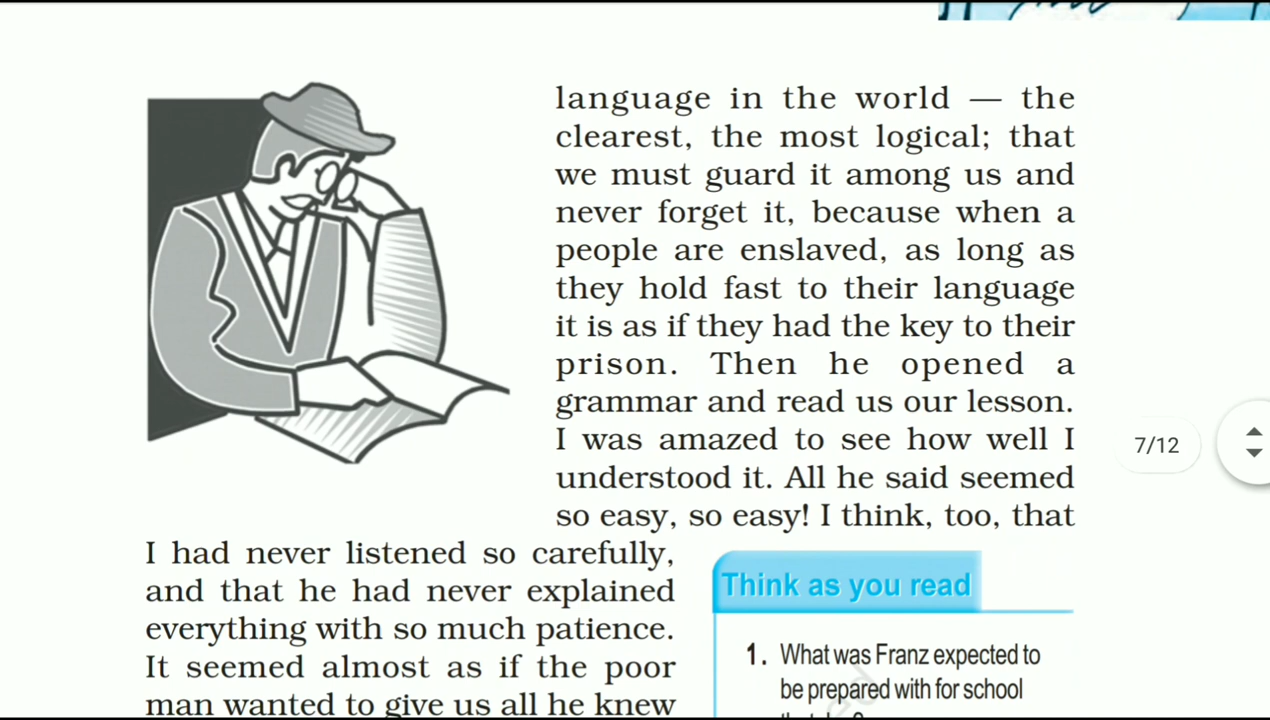 language in the world — the
clearest, the most logical; that
we must guard it among us and
never forget it, because when a
people are enslaved, as long as
they hold fast to their language
it is as if they had the key to their
prison. Then he opened a
grammar and read us our lesson.
I was amazed to see how well I
understood it. All he said seemed
so easy, so easy! I think, too, that
I had never listened so carefully,
and that he had never explained
everything with so much patience.
It seemed almost as if the poor
man wanted to give us all he knew
Think as you read
1. What was Franz expected to
be prepared with for school
7/12